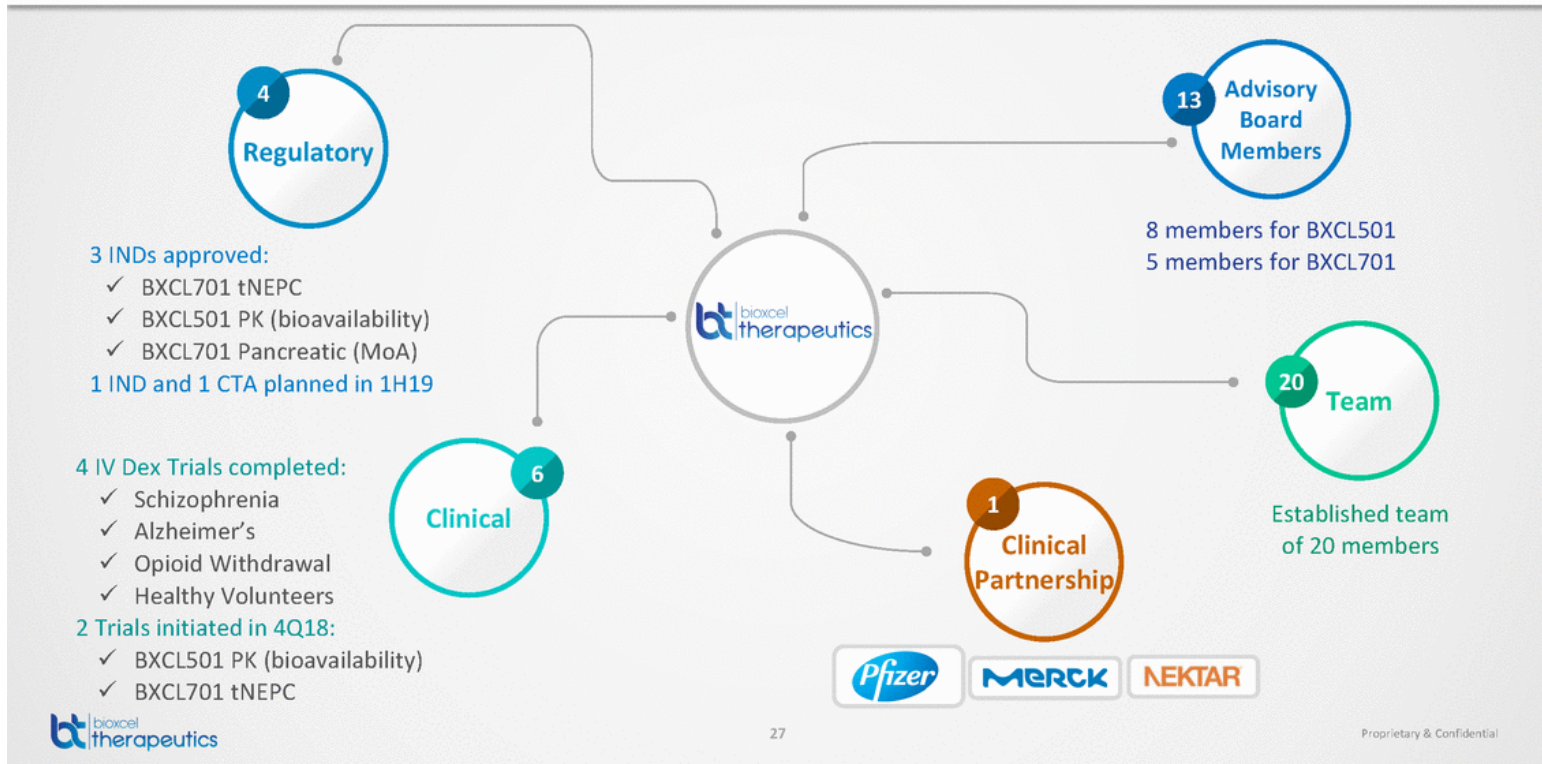 4
Regulatory
3 INDs approved:
✓ BXCL701 tNEPC
✓ BXCL501 PK (bioavailability)
✓ BXCL701 Pancreatic (MoA)
1 IND and 1 CTA planned in 1H19
4 IV Dex Trials completed:
✓ Schizophrenia
✓ Alzheimer’s
✓ Opioid Withdrawal
✓ Healthy Volunteers
2 Trials initiated in 4Q18:
✓ BXCL501 PK (bioavailability)
✓ BXCL701 tNEPC
6
Clinical
bt bioxcel
therapeutics
13
Advisory
Board
Members
8 members for BXCL501
5 members for BXCL701
20
Team
Established team
of 20 members
1
Clinical
Partnership
Pfizer
MERCK
NEKTAR
bt bioxcel
therapeutics
27
Proprietary & Confidential